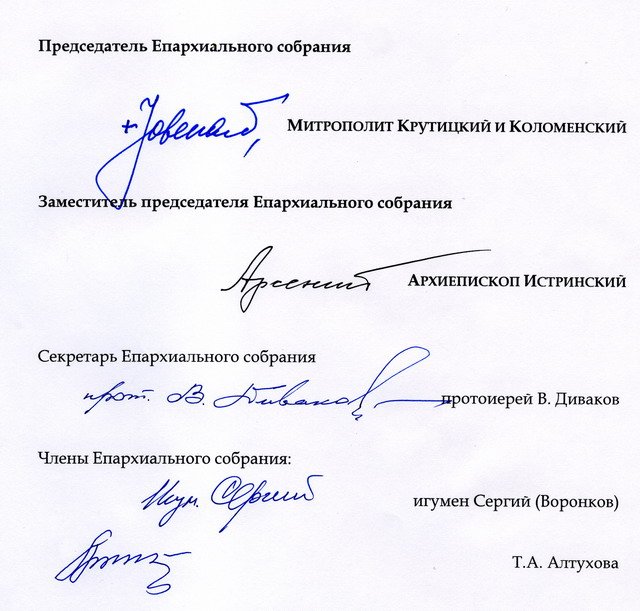 Председатель Епархиального собрания
+Ювеналий, Митрополит Крутицкий и Коломенский
Заместитель председателя Епархиального собрания
Арсений Архиепископ Истринский
Секретарь Епархиального собрания
прот. В. Диваков протоиерей В. Диваков
Члены Епархиального собрания:
Игум. Сергий игумен Сергий (Воронков)
Т.А. Алтухова